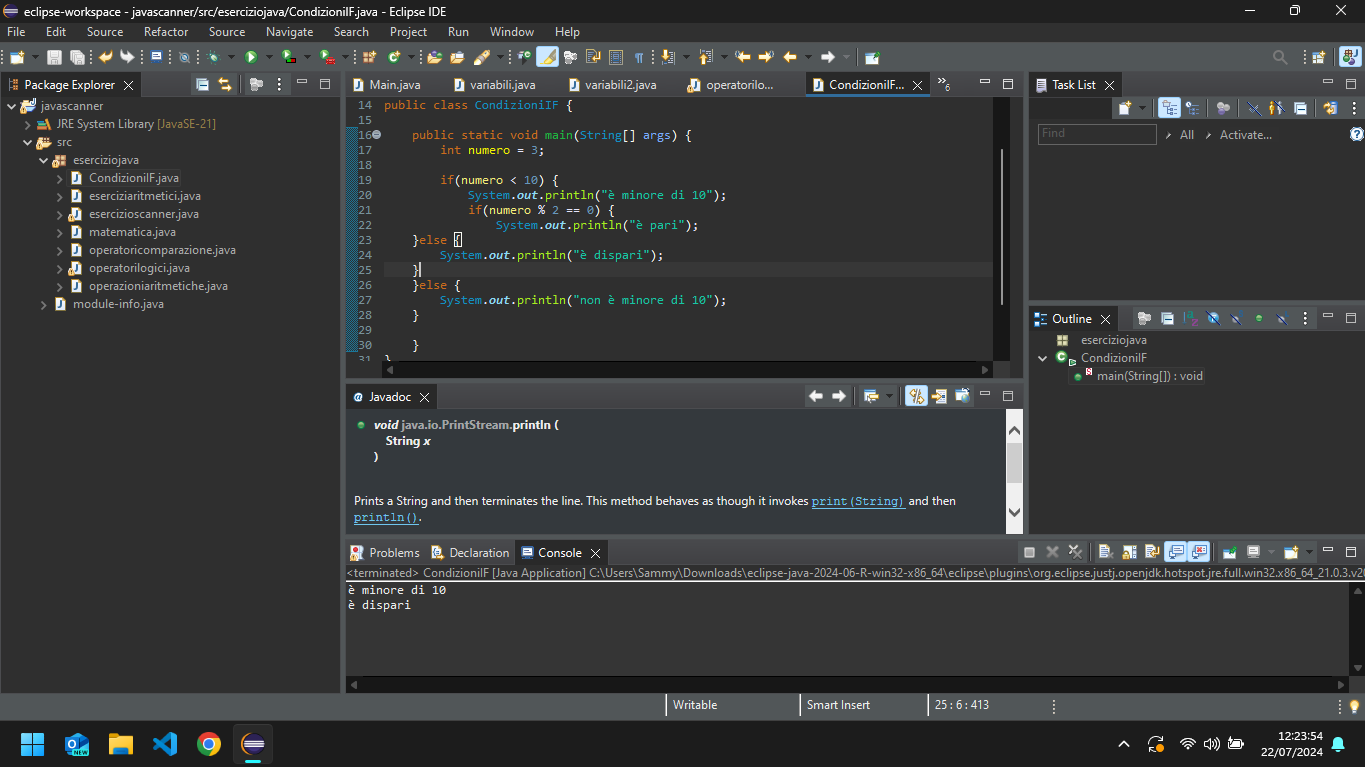 eclipse-workspace - javascanner/src/eserciziojava/CondizioniIF.java - Eclipse IDE
File Edit Source Refactor Source Navigate Search Project Run Window Help
Package Explorer
javascanner
JRE System Library [JavaSE-21]
src
eserciziojava
CondizioniIF.java
eserciziaritmetici.java
esercizioscanner.java
matematica.java
operatoricomparazione.java
operatorilogici.java
operazioniaritmetiche.java
module-info.java
Main.java variabili.java variabili2.java operatorilo... CondizioniIF... »6
14 public class CondizioniIF {
15
16 public static void main(String[] args) {
17 int numero = 3;
18
19 if(numero < 10) {
20 System.out.println("è minore di 10");
21 if(numero % 2 == 0) {
22 System.out.println("è pari");
23 }else {
24 System.out.println("è dispari");
25 }
26 }else {
27 System.out.println("non è minore di 10");
28 }
29
30 }
31 }
Task List
Find All Activate...
Outline
eserciziojava
CondizioniIF
main(String[]) : void
Javadoc
void java.io.PrintStream.println (
String x
)
Prints a String and then terminates the line. This method behaves as though it invokes print(String) and then
println().
Problems Declaration Console
<terminated> CondizioniIF [Java Application] C:\Users\Sammy\Downloads\eclipse-java-2024-06-R-win32-x86_64\eclipse\plugins\org.eclipse.justj.openjdk.hotspot.jre.full.win32.x86_64_21.0.3.v20
è minore di 10
è dispari
Writable Smart Insert 25 : 6 : 413
NEW
12:23:54
22/07/2024